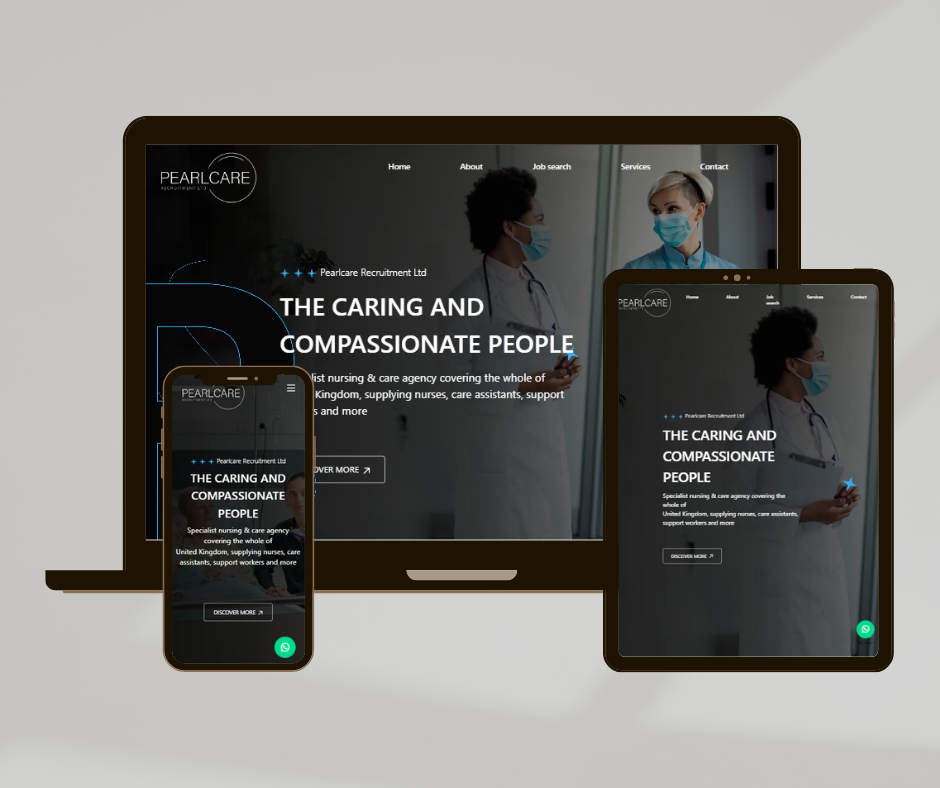 PEARLCARE
RECRUITMENT LTD
Home About Job search Services Contact
Pearlcare Recruitment Ltd
THE CARING AND
COMPASSIONATE PEOPLE
list nursing & care agency covering the whole of
Kingdom, supplying nurses, care assistants, support
s and more
OVER MORE
PEARLCARE
Pearlcare Recruitment Ltd
THE CARING AND
COMPASSIONATE
PEOPLE
Specialist nursing & care agency
covering the whole of
United Kingdom, supplying nurses, care
assistants, support workers and more
DISCOVER MORE
PEARLCARE
Home About Job Services Contact
search
Pearlcare Recruitment Ltd
THE CARING AND
COMPASSIONATE
PEOPLE
Specialist nursing & care agency covering the
whole of
United Kingdom, supplying nurses, care assistants,
support workers and more
DISCOVER MORE